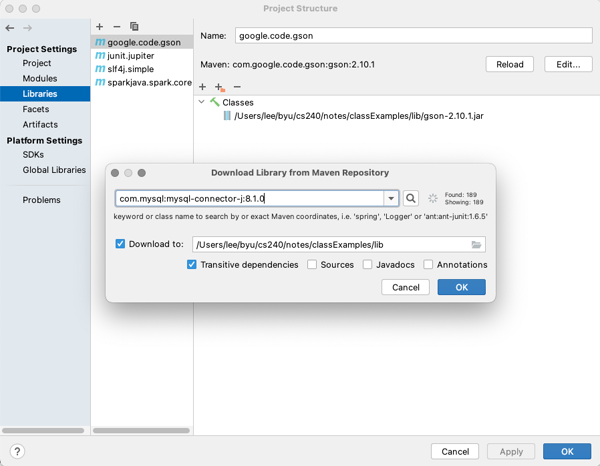 Project Structure
Project Settings
Project
Modules
Libraries
Facets
Artifacts
Platform Settings
SDKs
Global Libraries
Problems
google.code.gson
junit.jupiter
slf4j.simple
sparkjava.spark.core
Name: google.code.gson
Maven: com.google.code.gson:gson:2.10.1 Reload Edit...
Classes
/Users/lee/byu/cs240/notes/classExamples/lib/gson-2.10.1.jar
Download Library from Maven Repository
com.mysql:mysql-connector-j:8.1.0
Found: 189
Showing: 189
keyword or class name to search by or exact Maven coordinates, i.e. 'spring', 'Logger' or 'ant:ant-junit:1.6.5'
Download to: /Users/lee/byu/cs240/notes/classExamples/lib
Transitive dependencies Sources Javadocs Annotations
Cancel OK
? Cancel Apply OK